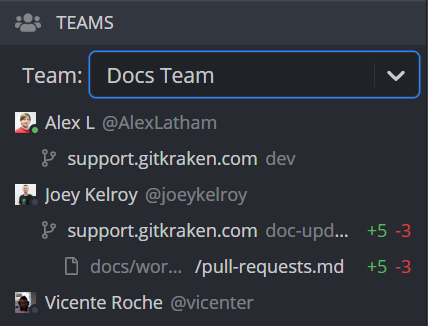 TEAMS
Team: Docs Team
Alex L @AlexLatham
support.gitkraken.com dev
Joey Kelroy @joeykelroy
support.gitkraken.com doc-upd... +5 -3
docs/wor... /pull-requests.md +5 -3
Vicente Roche @vicenter